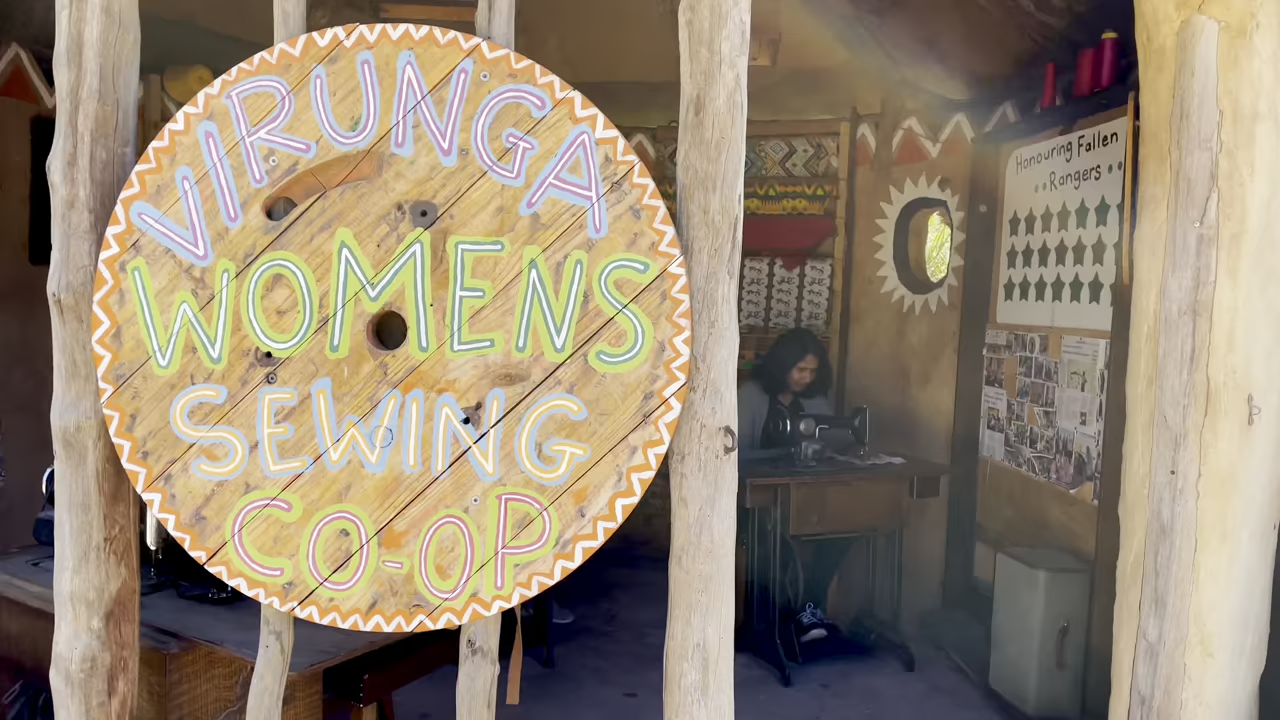 VIRUNGA
WOMENS
SEWING
CO-OP
Honouring Fallen
Rangers